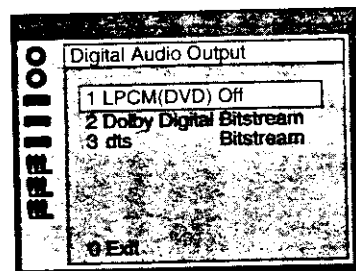 Digital Audio Output
1 LPCM(DVD) Off
2 Dolby Digital Bitstream
3 dts Bitstream
0 Exit